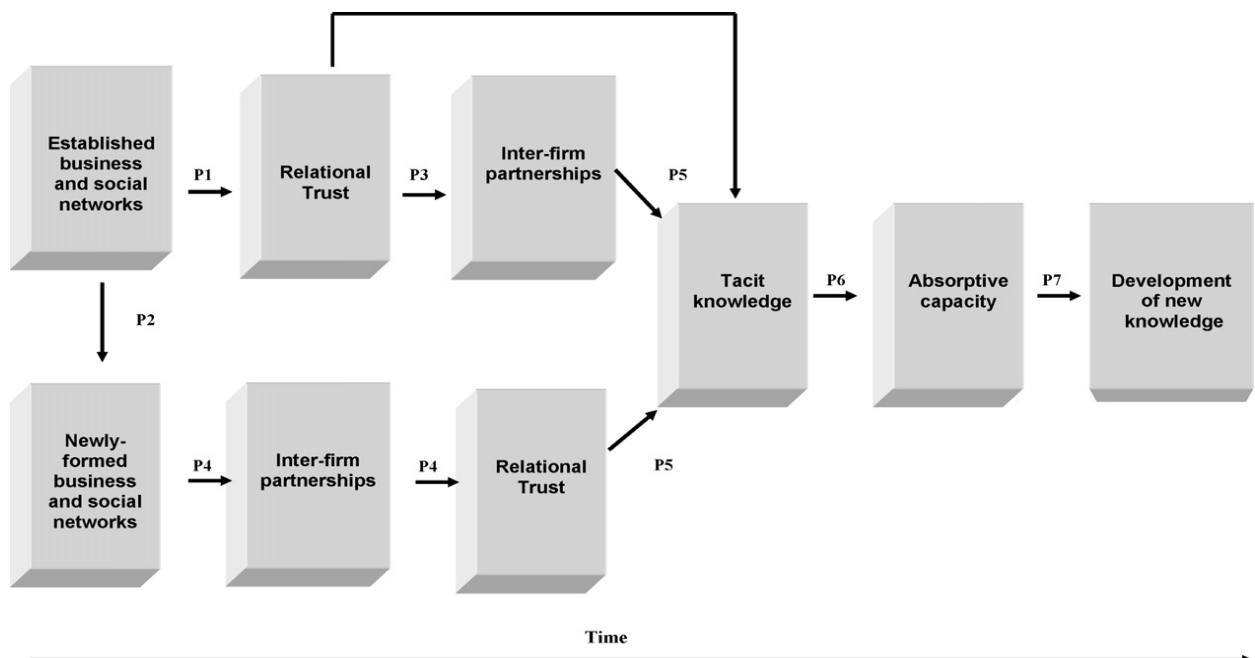 Established
business
and social
networks
P1
Relational
Trust
P3
Inter-firm
partnerships
P5
Tacit
knowledge
P6
Absorptive
capacity
P7
Development
of new
knowledge
P2
Newly-
formed
business
and social
networks
P4
Inter-firm
partnerships
P4
Relational
Trust
P5
Time